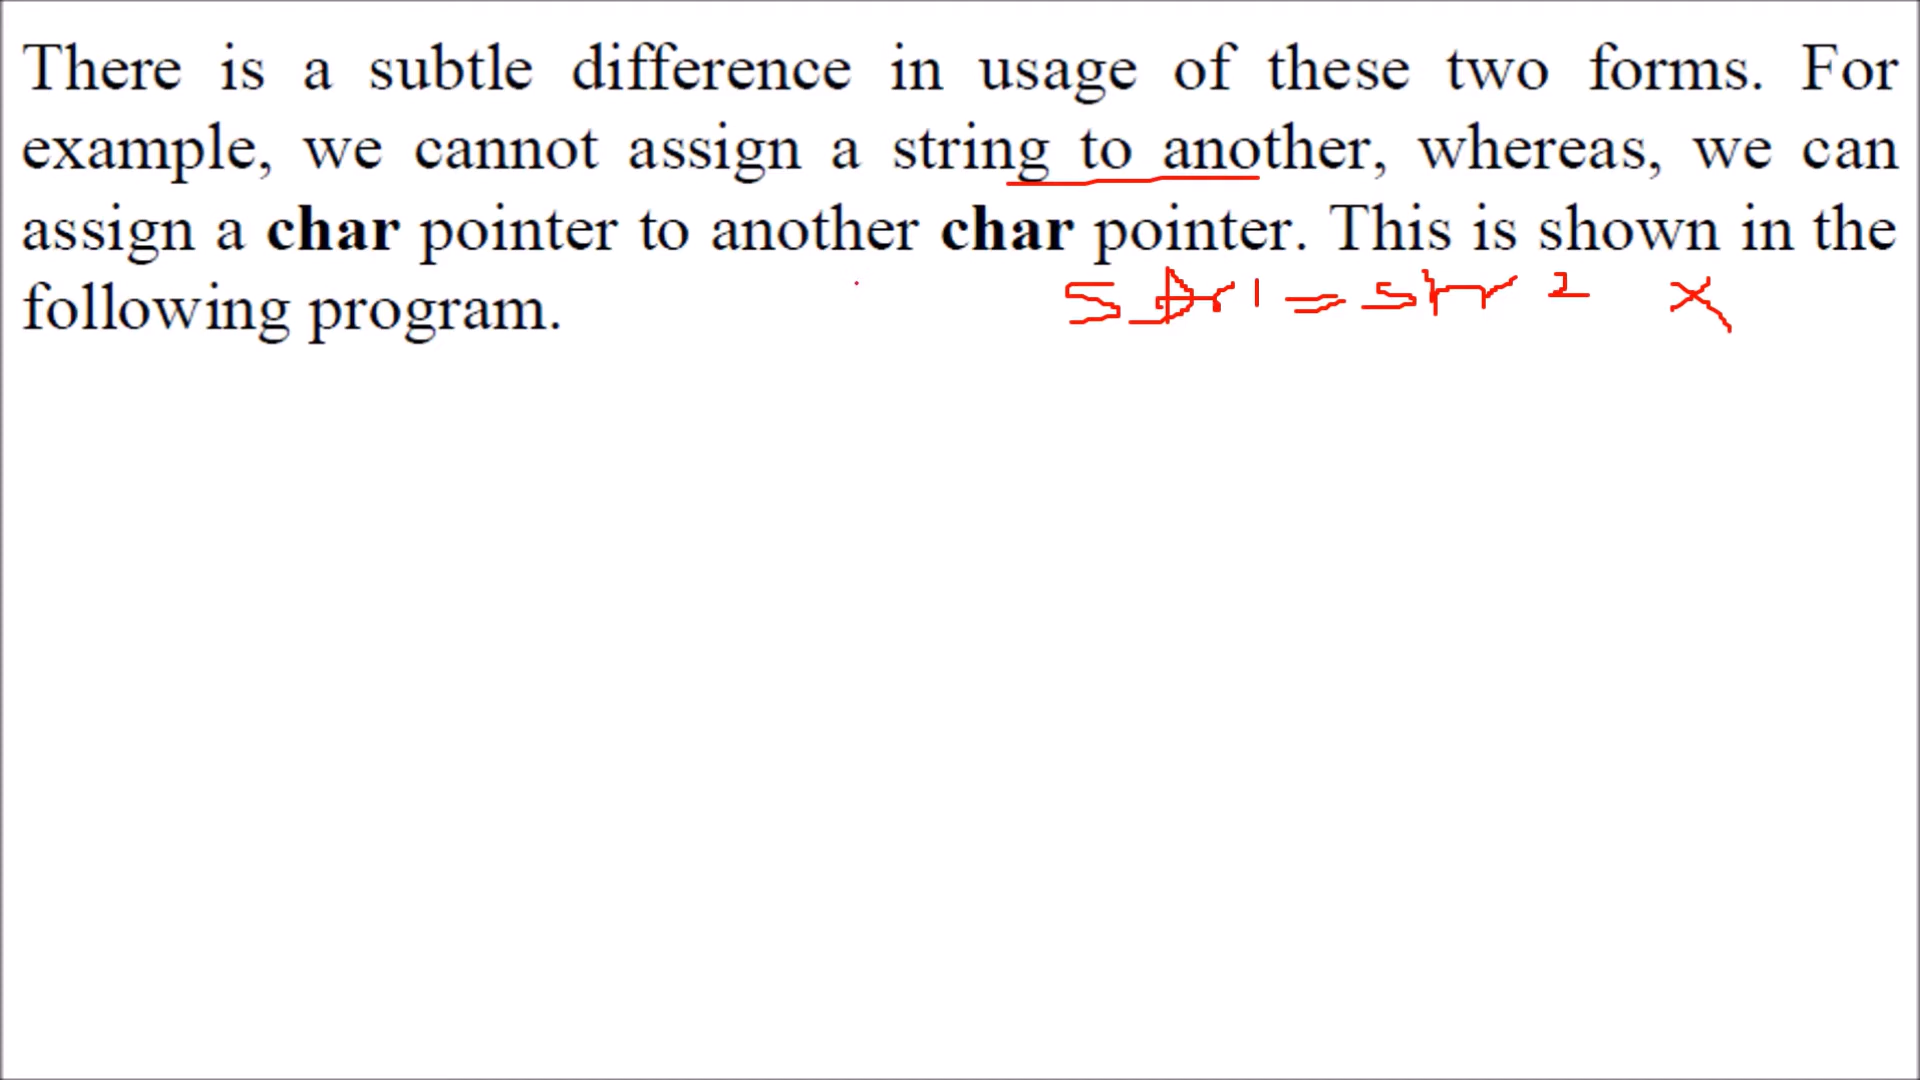 There is a subtle difference in usage of these two forms. For
example, we cannot assign a string to another, whereas, we can
assign a char pointer to another char pointer. This is shown in the
following program.
str1 = str2 X